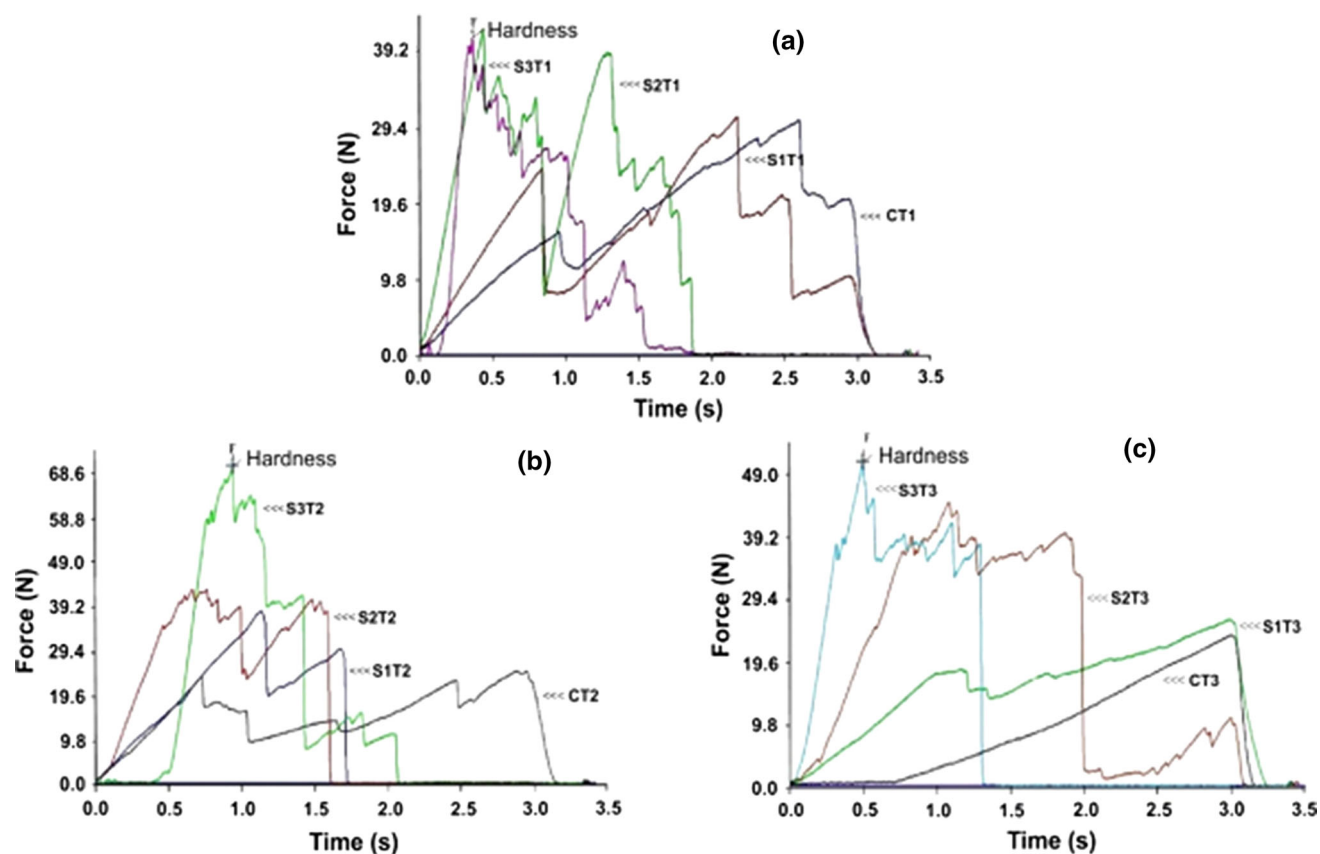 (a)
Hardness
<<< S3T1
<<< S2T1
<<< S1T1
<<< CT1
Force (N)
39.2
29.4
19.6
9.8
0.0
0.0 0.5 1.0 1.5 2.0 2.5 3.0 3.5
Time (s)
(b)
Hardness
<<< S3T2
<<< S2T2
<<< S1T2
<<< CT2
Force (N)
68.6
58.8
49.0
39.2
29.4
19.6
9.8
0.0
0.0 0.5 1.0 1.5 2.0 2.5 3.0 3.5
Time (s)
(c)
Hardness
<<< S3T3
<<< S2T3
<<< S1T3
<<< CT3
Force (N)
49.0
39.2
29.4
19.6
9.8
0.0
0.0 0.5 1.0 1.5 2.0 2.5 3.0 3.5
Time (s)